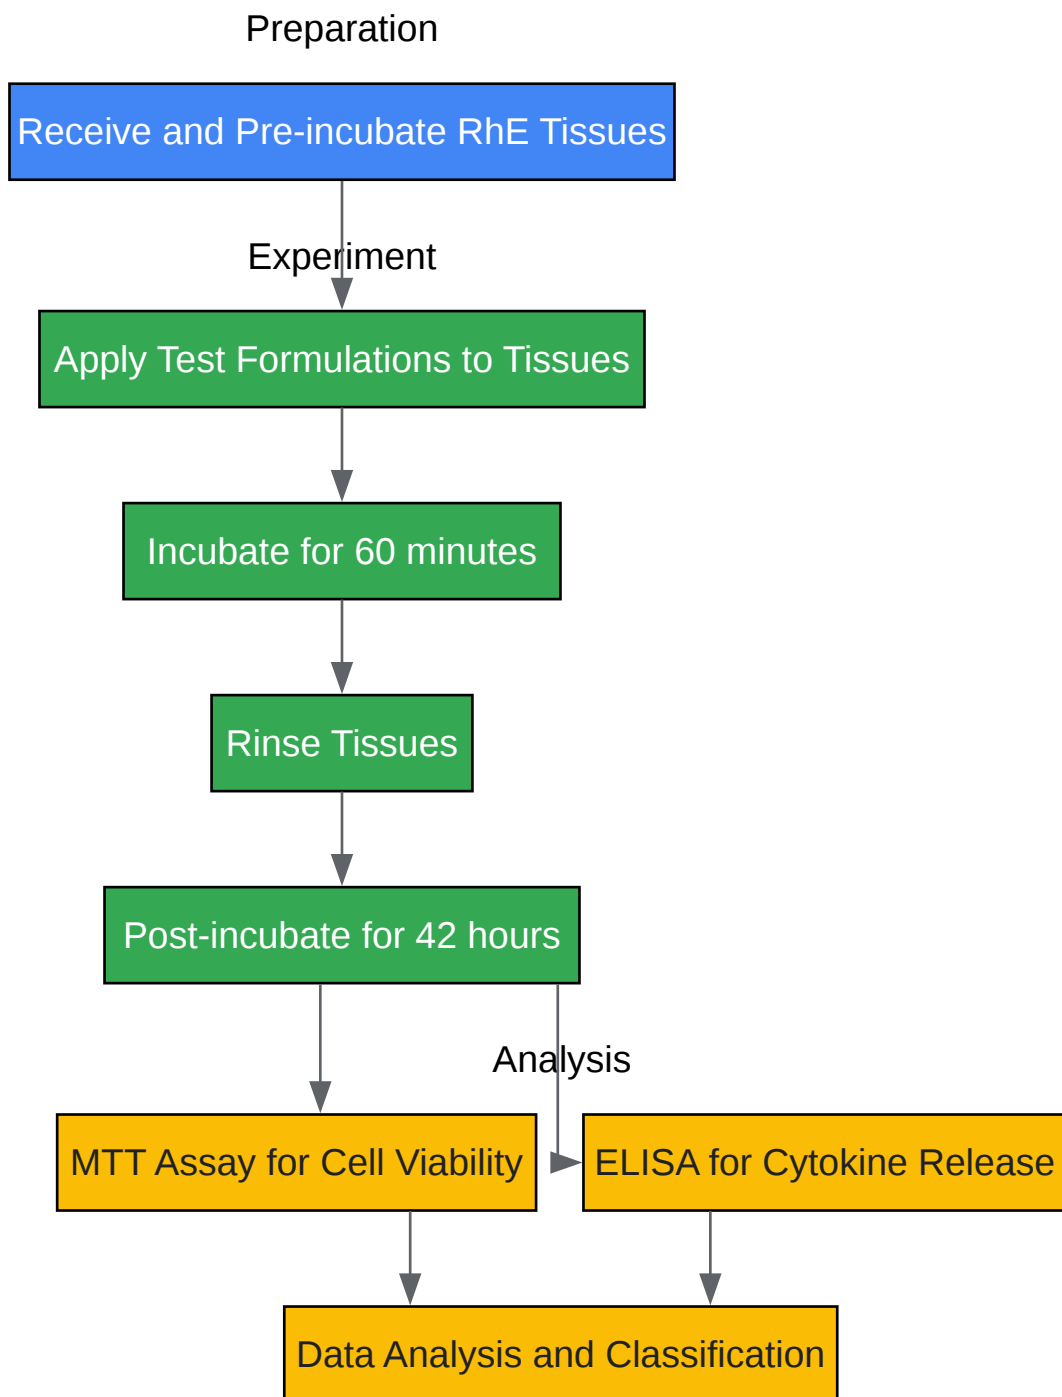 Preparation
Receive and Pre-incubate RhE Tissues
Experiment
Apply Test Formulations to Tissues
Incubate for 60 minutes
Rinse Tissues
Post-incubate for 42 hours
Analysis
MTT Assay for Cell Viability
ELISA for Cytokine Release
Data Analysis and Classification